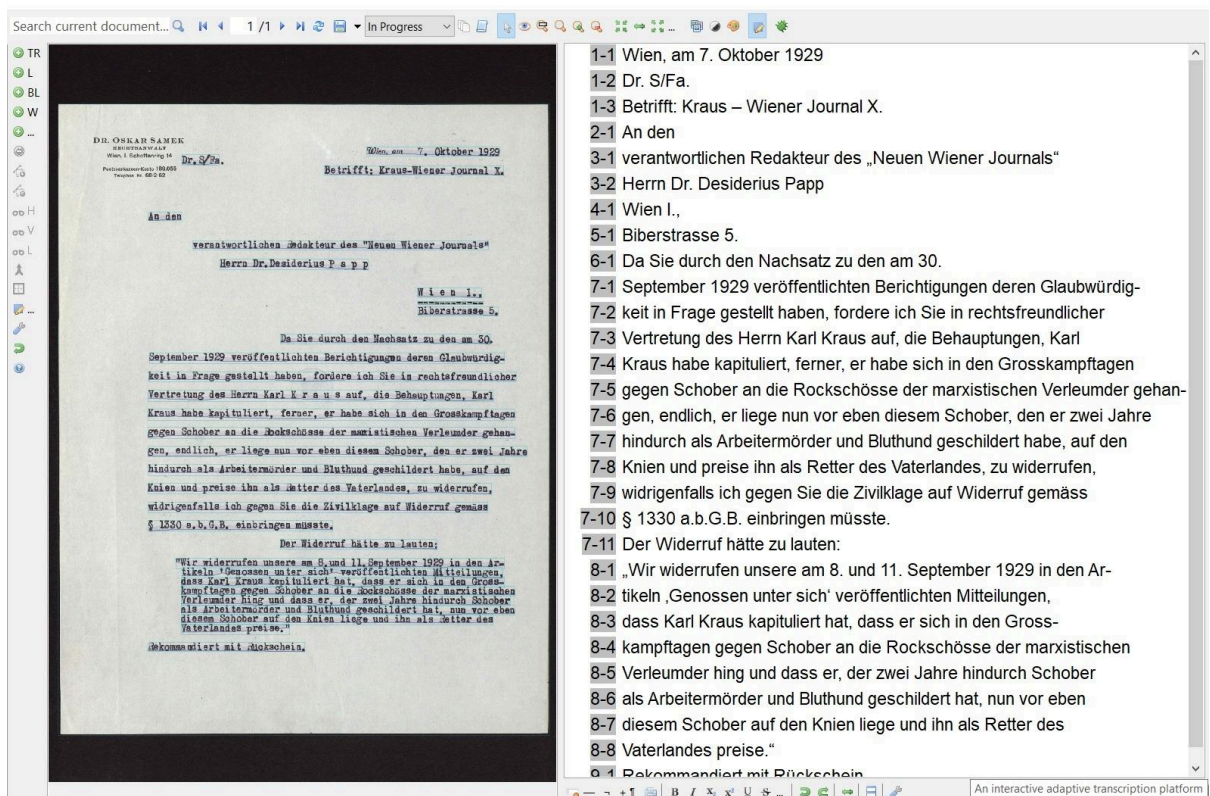 Search current document...
1 /1
In Progress
TR
L
BL
W
...
H
V
L
...
DR. OSKAR SAMEK
RECHTSANWALT
Wien, I. Schottenring 14
Postsparkassen-Konto 180.055
Telephon Nr. 68-2-62
Dr. S/Fa.
Wien, am 7. Oktober 1929
Betrifft: Kraus-Wiener Journal X.
An den
verantwortlichen Redakteur des "Neuen Wiener Journals"
Herrn Dr. Desiderius P a p p
W i e n I.,
Biberstrasse 5.
Da Sie durch den Nachsatz zu den am 30.
September 1929 veröffentlichten Berichtigungen deren Glaubwürdig-
keit in Frage gestellt haben, fordere ich Sie in rechtsfreundlicher
Vertretung des Herrn Karl K r a u s auf, die Behauptungen, Karl
Kraus habe kapituliert, ferner, er habe sich in den Grosskampftagen
gegen Schober an die Rockschösse der marxistischen Verleumder gehan-
gen, endlich, er liege nun vor eben diesem Schober, den er zwei Jahre
hindurch als Arbeitermörder und Bluthund geschildert habe, auf den
Knien und preise ihn als Retter des Vaterlandes, zu widerrufen,
widrigenfalls ich gegen Sie die Zivilklage auf Widerruf gemäss
§ 1330 a.b.G.B. einbringen müsste.
Der Widerruf hätte zu lauten:
"Wir widerrufen unsere am 8.und 11.September 1929 in den Ar-
tikeln 'Genossen unter sich' veröffentlichten Mitteilungen,
dass Karl Kraus kapituliert hat, dass er sich in den Gross-
kampftagen gegen Schober an die Rockschösse der marxistischen
Verleumder hing und dass er, der zwei Jahre hindurch Schober
als Arbeitermörder und Bluthund geschildert hat, nun vor eben
diesem Schober auf den Knien liege und ihn als Retter des
Vaterlandes preise."
Rekommandiert mit Rückschein.
1-1 Wien, am 7. Oktober 1929
1-2 Dr. S/Fa.
1-3 Betrifft: Kraus – Wiener Journal X.
2-1 An den
3-1 verantwortlichen Redakteur des „Neuen Wiener Journals“
3-2 Herrn Dr. Desiderius Papp
4-1 Wien I.,
5-1 Biberstrasse 5.
6-1 Da Sie durch den Nachsatz zu den am 30.
7-1 September 1929 veröffentlichten Berichtigungen deren Glaubwürdig-
7-2 keit in Frage gestellt haben, fordere ich Sie in rechtsfreundlicher
7-3 Vertretung des Herrn Karl Kraus auf, die Behauptungen, Karl
7-4 Kraus habe kapituliert, ferner, er habe sich in den Grosskampftagen
7-5 gegen Schober an die Rockschösse der marxistischen Verleumder gehan-
7-6 gen, endlich, er liege nun vor eben diesem Schober, den er zwei Jahre
7-7 hindurch als Arbeitermörder und Bluthund geschildert habe, auf den
7-8 Knien und preise ihn als Retter des Vaterlandes, zu widerrufen,
7-9 widrigenfalls ich gegen Sie die Zivilklage auf Widerruf gemäss
7-10 § 1330 a.b.G.B. einbringen müsste.
7-11 Der Widerruf hätte zu lauten:
8-1 „Wir widerrufen unsere am 8. und 11. September 1929 in den Ar-
8-2 tikeln ‚Genossen unter sich‘ veröffentlichten Mitteilungen,
8-3 dass Karl Kraus kapituliert hat, dass er sich in den Gross-
8-4 kampftagen gegen Schober an die Rockschösse der marxistischen
8-5 Verleumder hing und dass er, der zwei Jahre hindurch Schober
8-6 als Arbeitermörder und Bluthund geschildert hat, nun vor eben
8-7 diesem Schober auf den Knien liege und ihn als Retter des
8-8 Vaterlandes preise.“
9-1 Rekommandiert mit Rückschein
B I X₂ X² U S ...
An interactive adaptive transcription platform